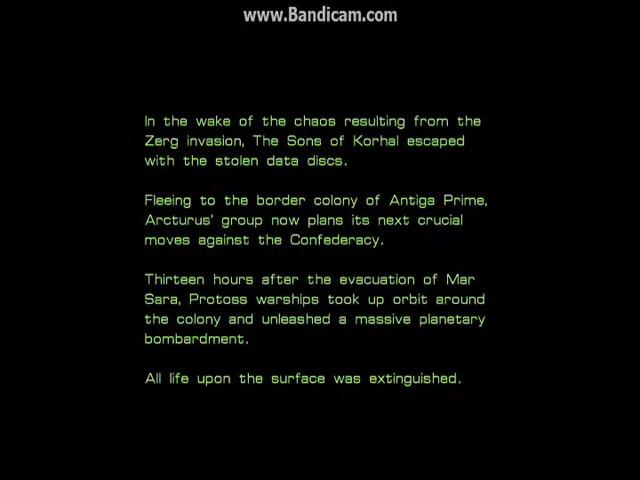 www.Bandicam.com
In the wake of the chaos resulting from the
Zerg invasion, The Sons of Korhal escaped
with the stolen data discs.
Fleeing to the border colony of Antiga Prime,
Arcturus' group now plans its next crucial
moves against the Confederacy.
Thirteen hours after the evacuation of Mar
Sara, Protoss warships took up orbit around
the colony and unleashed a massive planetary
bombardment.
All life upon the surface was extinguished.